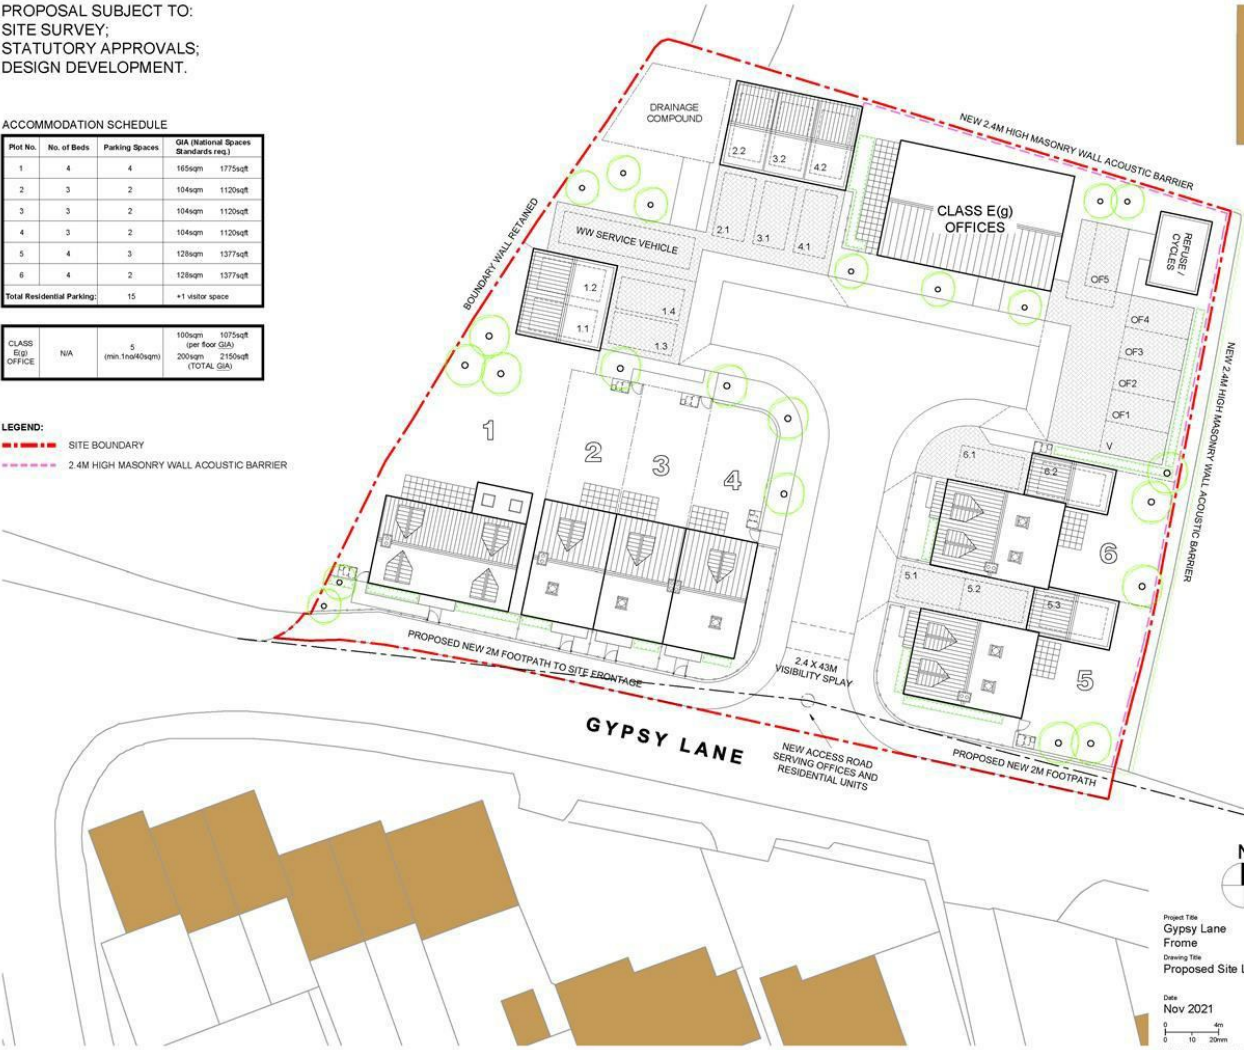 PROPOSAL SUBJECT TO:
SITE SURVEY;
STATUTORY APPROVALS;
DESIGN DEVELOPMENT.
ACCOMMODATION SCHEDULE
Plot No. No. of Beds Parking Spaces GIA (National Spaces
Standards req.)
1 4 4 165sqm 1775sqft
2 3 2 104sqm 1120sqft
3 3 2 104sqm 1120sqft
4 3 2 104sqm 1120sqft
5 4 3 128sqm 1377sqft
6 4 2 128sqm 1377sqft
Total Residential Parking: 15 +1 visitor space
CLASS
E(g)
OFFICE
N/A
5
(min.1no/40sqm)
100sqm 1075sqft
(per floor GIA)
200sqm 2150sqft
(TOTAL GIA)
LEGEND:
SITE BOUNDARY
2.4M HIGH MASONRY WALL ACOUSTIC BARRIER
DRAINAGE
COMPOUND
2.2
3.2
4.2
2.1
3.1
4.1
NEW 2.4M HIGH MASONRY WALL ACOUSTIC BARRIER
CLASS E(g)
OFFICES
REFUSE /
CYCLES
BOUNDARY WALL RETAINED
WW SERVICE VEHICLE
1.2
1.1
1.4
1.3
OF5
OF4
OF3
OF2
OF1
V
NEW 2.4M HIGH MASONRY WALL ACOUSTIC BARRIER
1
2
3
4
6.1
6.2
6
5.1
5.2
5.3
5
PROPOSED NEW 2M FOOTPATH TO SITE FRONTAGE
2.4 X 43M
VISIBILITY SPLAY
GYPSY LANE
NEW ACCESS ROAD
SERVING OFFICES AND
RESIDENTIAL UNITS
PROPOSED NEW 2M FOOTPATH
N
Project Title
Gypsy Lane
Frome
Drawing Title
Proposed Site L
Date
Nov 2021
0 4m
0 10 20mm